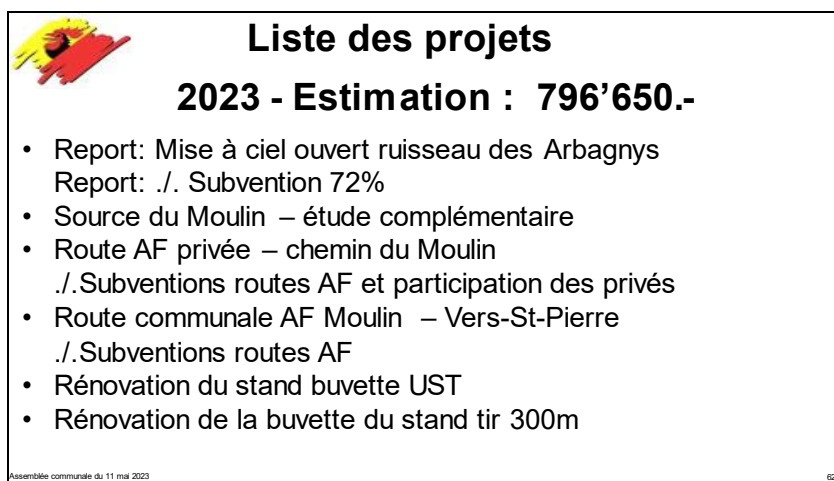 Liste des projets
2023 - Estimation : 796’650.-
• Report: Mise à ciel ouvert ruisseau des Arbagnys
Report: ./. Subvention 72%
• Source du Moulin – étude complémentaire
• Route AF privée – chemin du Moulin
./.Subventions routes AF et participation des privés
• Route communale AF Moulin – Vers-St-Pierre
./.Subventions routes AF
• Rénovation du stand buvette UST
• Rénovation de la buvette du stand tir 300m
Assemblée communale du 11 mai 2023
62